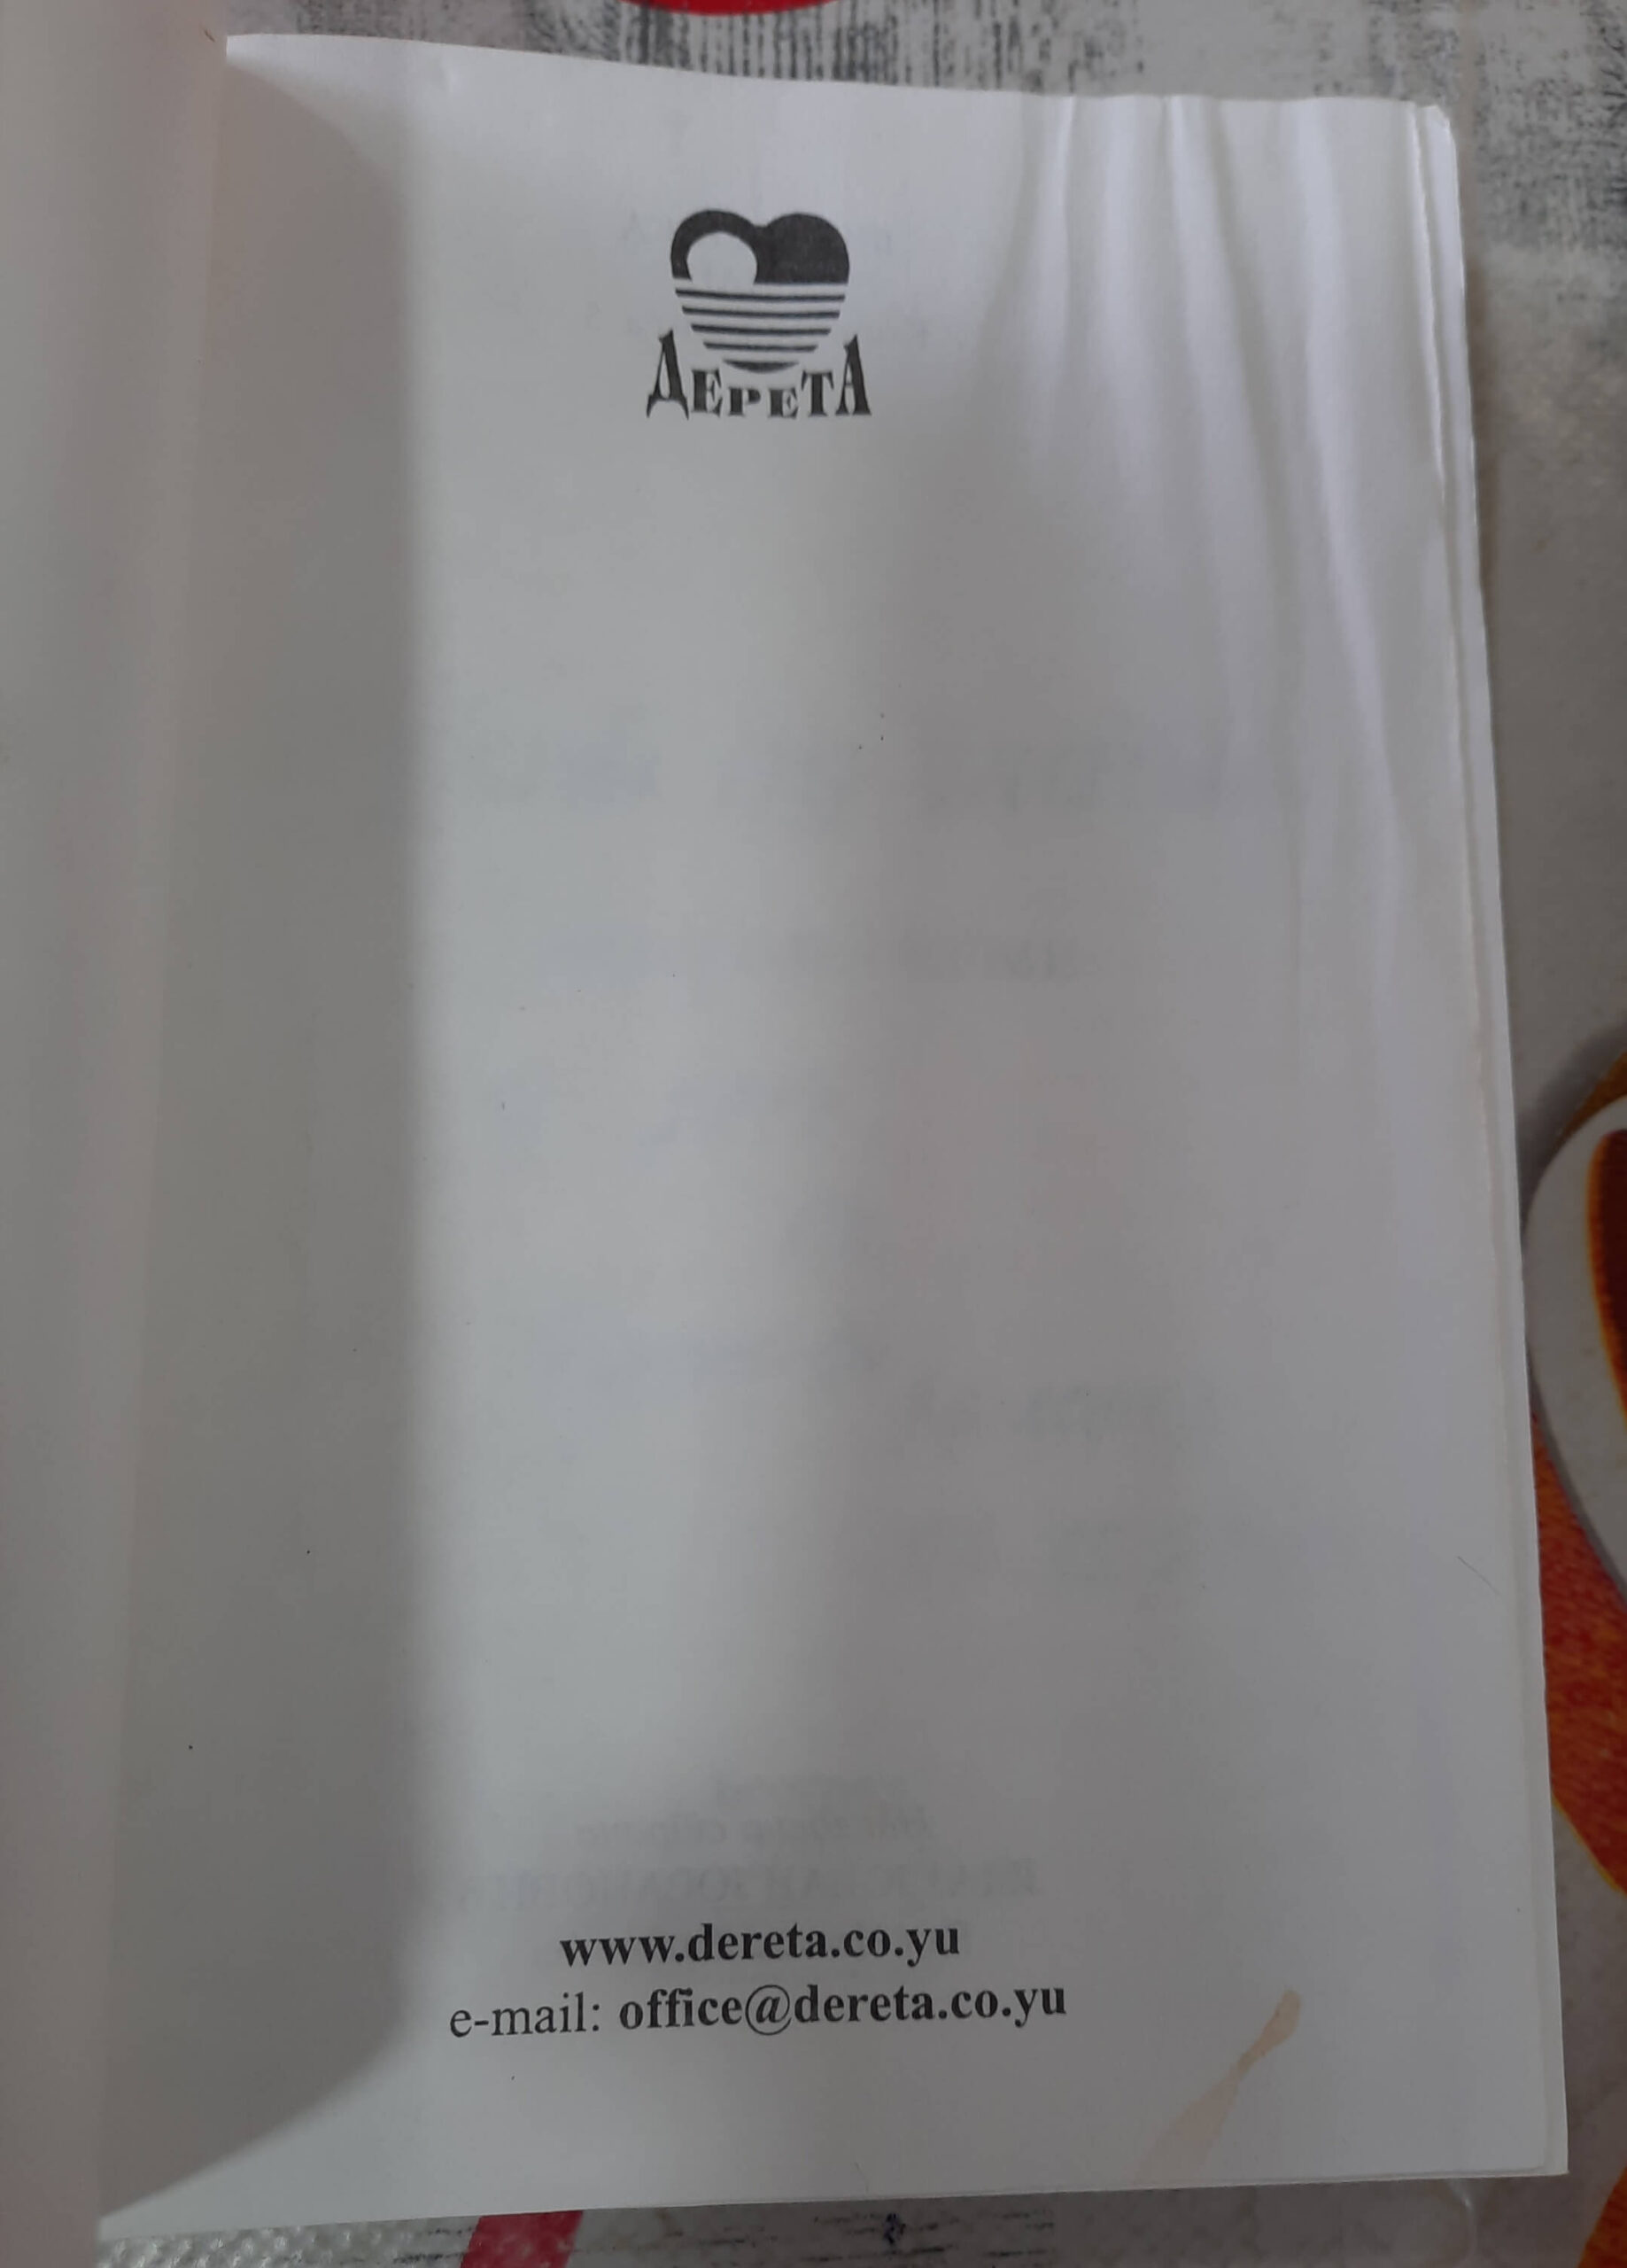 ДЕРЕТА
www.dereta.co.yu
e-mail: office@dereta.co.yu